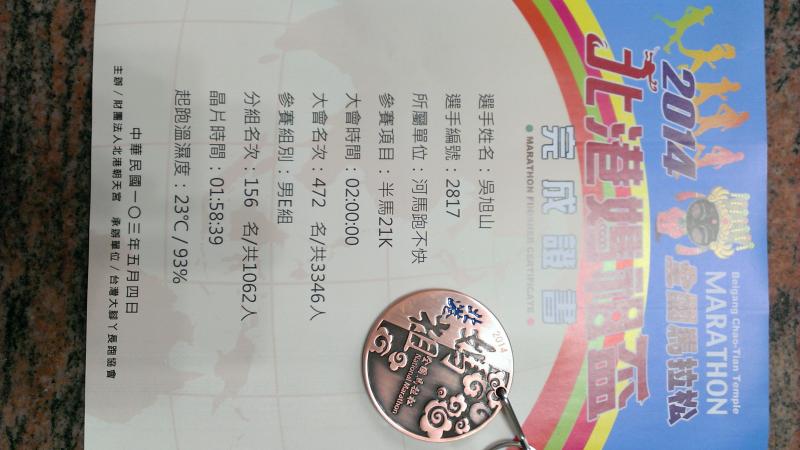 2014
北港媽祖盃
全國馬拉松
Beigang Chao-Tian Temple
MARATHON
完成證書
● MARATHON FINISHER CERTIFICATE ●
選手姓名：吳旭山
選手編號：2817
所屬單位：河馬跑不快
參賽項目：半馬21K
大會時間：02:00:00
大會名次：472 名/共3346人
參賽組別：男E組
分組名次：156 名/共1062人
晶片時間：01:58:39
起跑溫濕度：23℃/93%
中華民國一〇三年五月四日
主辦/財團法人北港朝天宮 承辦單位/台灣大腳丫長跑協會
2014
北港
媽祖
全國馬拉松
National Marathon